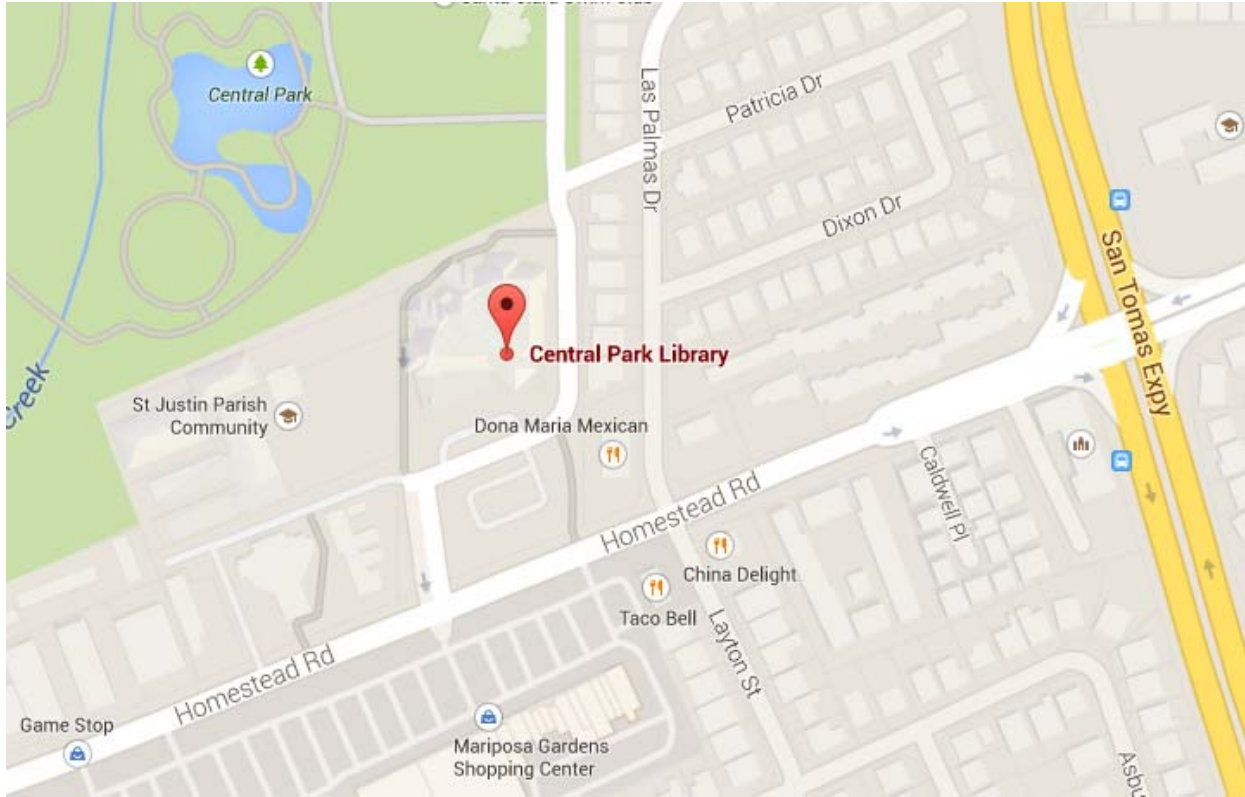 Central Park
Las Palmas Dr
Patricia Dr
Dixon Dr
San Tomas Expy
Central Park Library
Creek
St Justin Parish
Community
Dona Maria Mexican
Homestead Rd
Caldwell Pl
China Delight
Taco Bell
Layton St
Homestead Rd
Game Stop
Mariposa Gardens
Shopping Center
Asbu